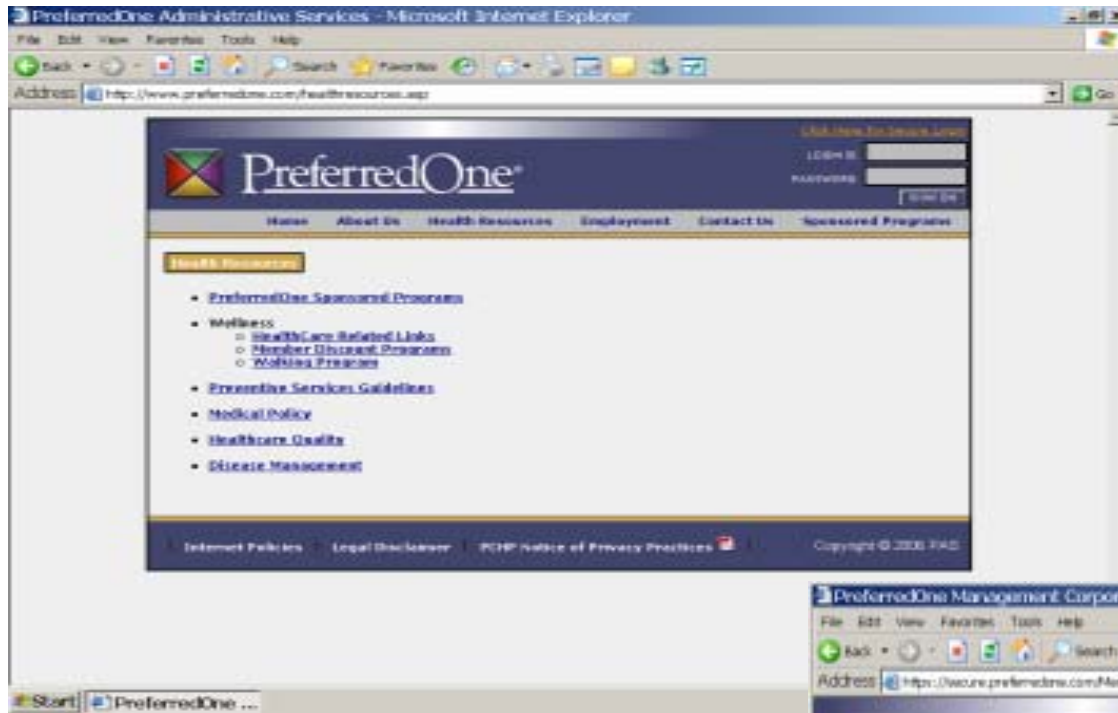 PreferredOne Administrative Services - Microsoft Internet Explorer
File Edit View Favorites Tools Help
Back Search Favorites
Address http://www.preferredone.com/healthresources.asp Go
Click Here for Secure Login
LOGIN ID
PreferredOne
PASSWORD
Home About Us Health Resources Employment Contact Us Sponsored Programs
Health Resources
PreferredOne Sponsored Programs
Wellness
HealthCare Related Links
Member Discount Programs
Walking Program
Preventive Services Guidelines
Medical Policy
Healthcare Quality
Disease Management
Internet Policies Legal Disclaimer PCHP Notice of Privacy Practices Copyright © 2006 PAS
PreferredOne Management Corpor
File Edit View Favorites Tools Help
Back Search
Address https://secure.preferredone.com/Me
Start PreferredOne ...